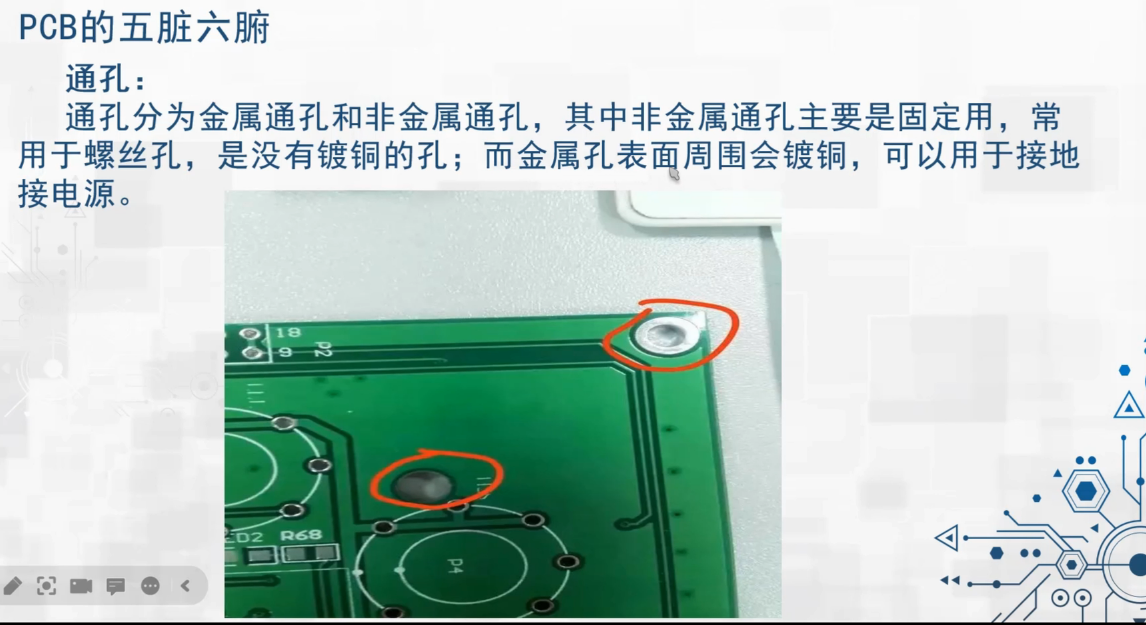 PCB的五脏六腑
通孔：
通孔分为金属通孔和非金属通孔，其中非金属通孔主要是固定用，常
用于螺丝孔，是没有镀铜的孔；而金属孔表面周围会镀铜，可以用于接地
接电源。
18
9
P2
R68
P4